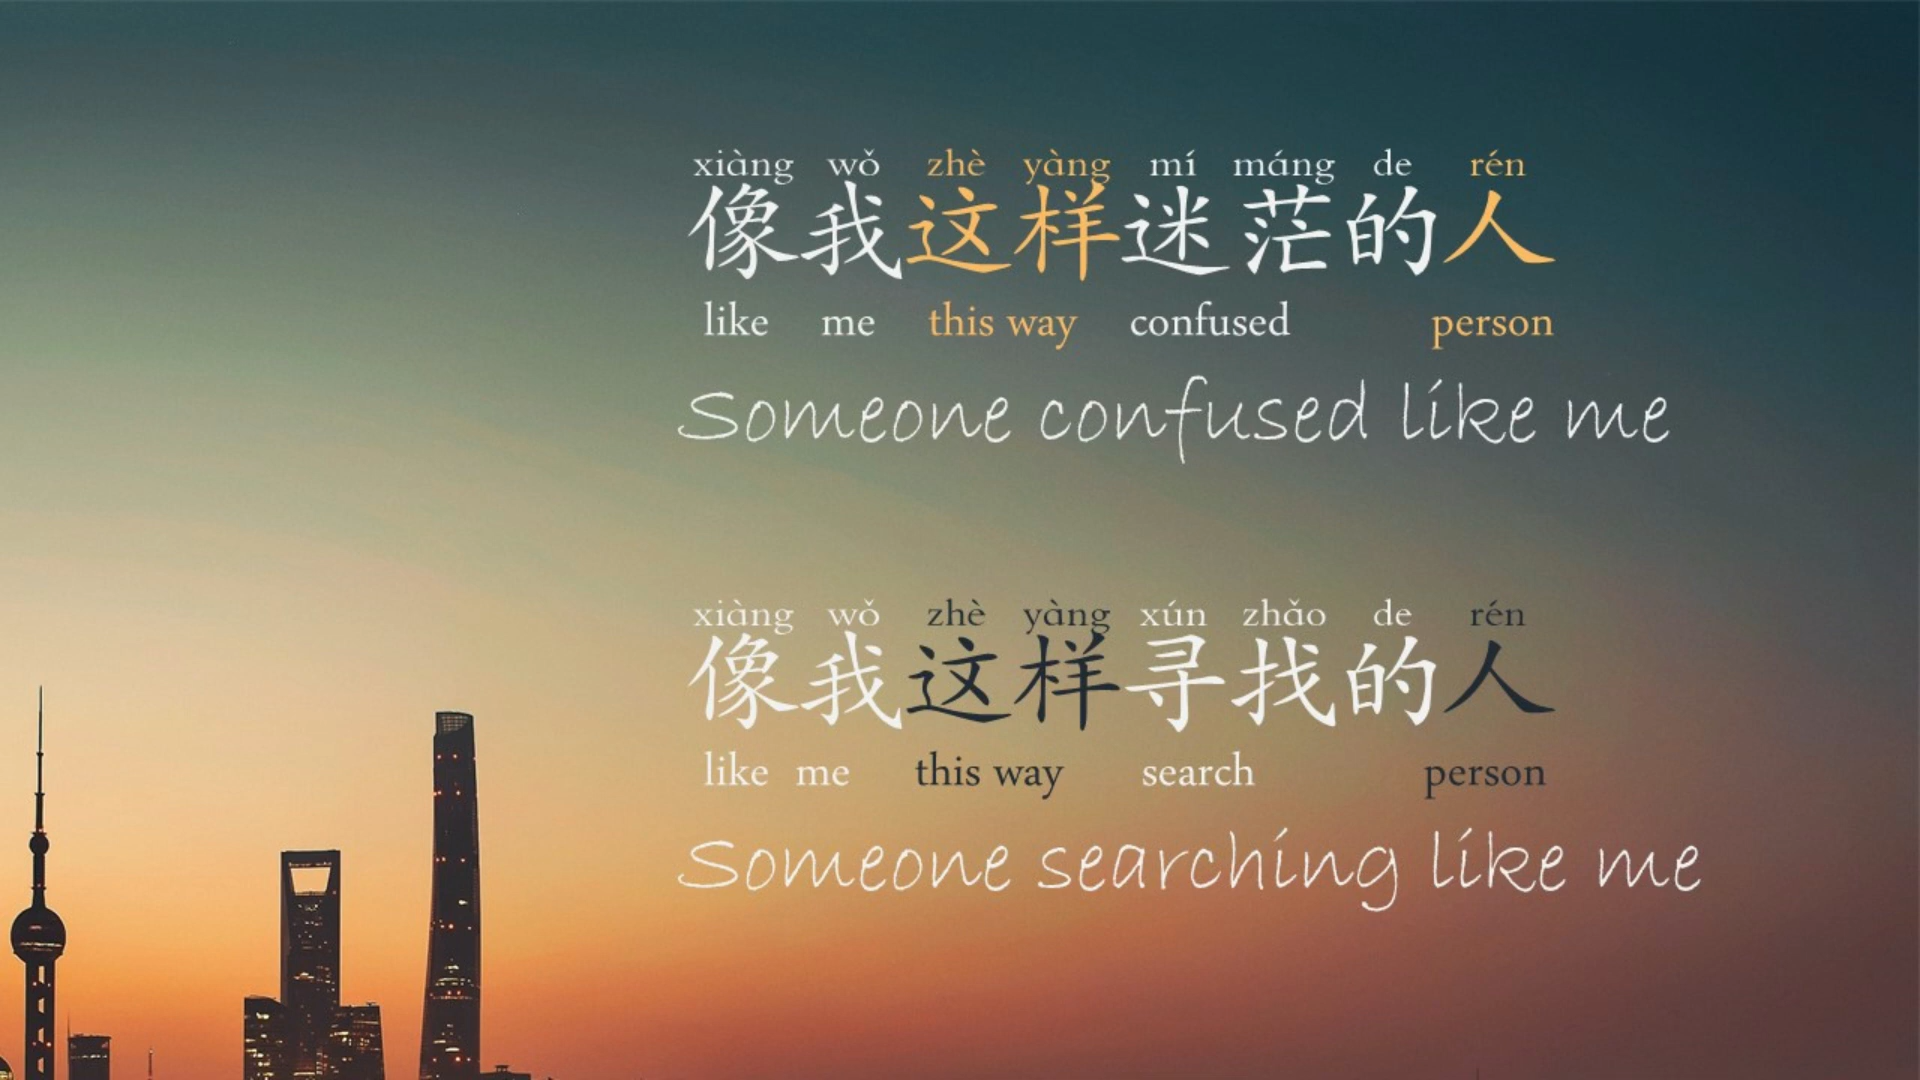 xiàng wǒ zhè yàng mí máng de rén
像我这样迷茫的人
like me this way confused person
Someone confused like me
xiàng wǒ zhè yàng xún zhǎo de rén
像我这样寻找的人
like me this way search person
Someone searching like me